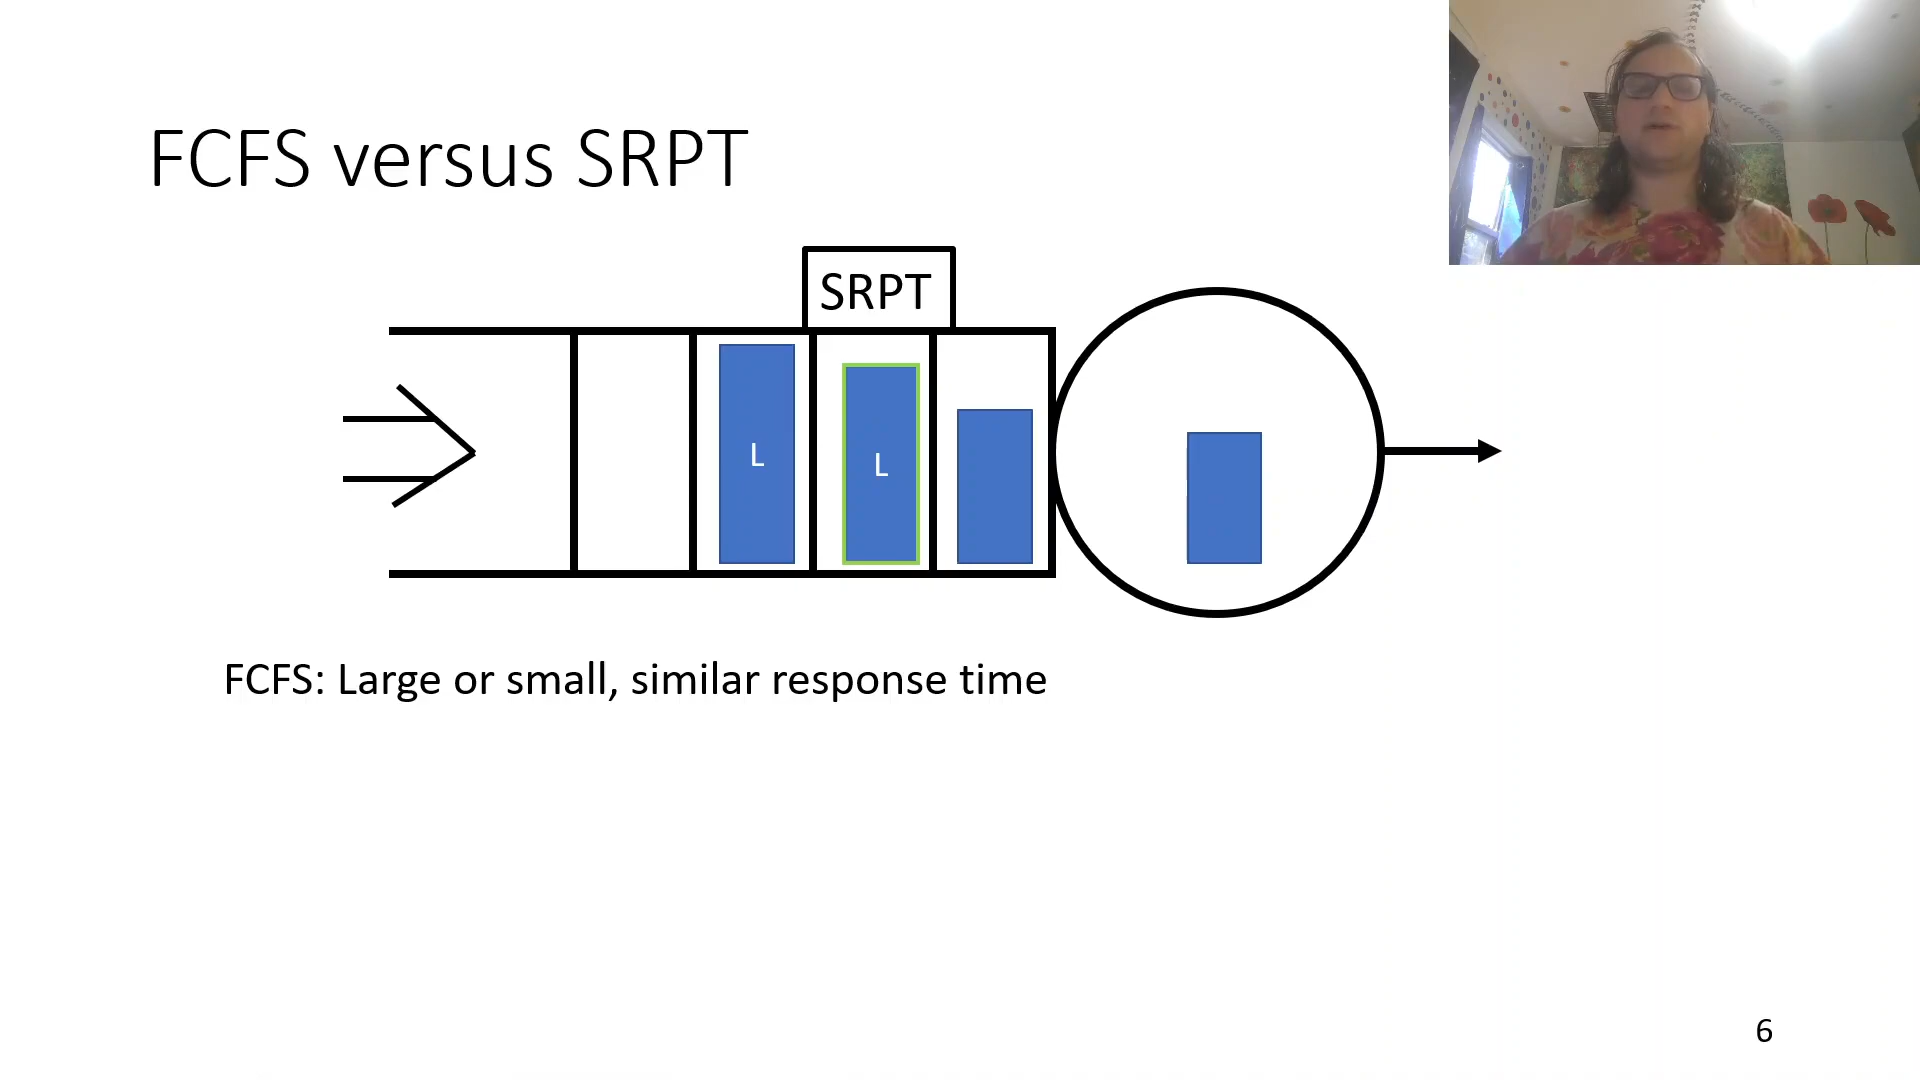 FCFS versus SRPT
SRPT
L
L
FCFS: Large or small, similar response time
6